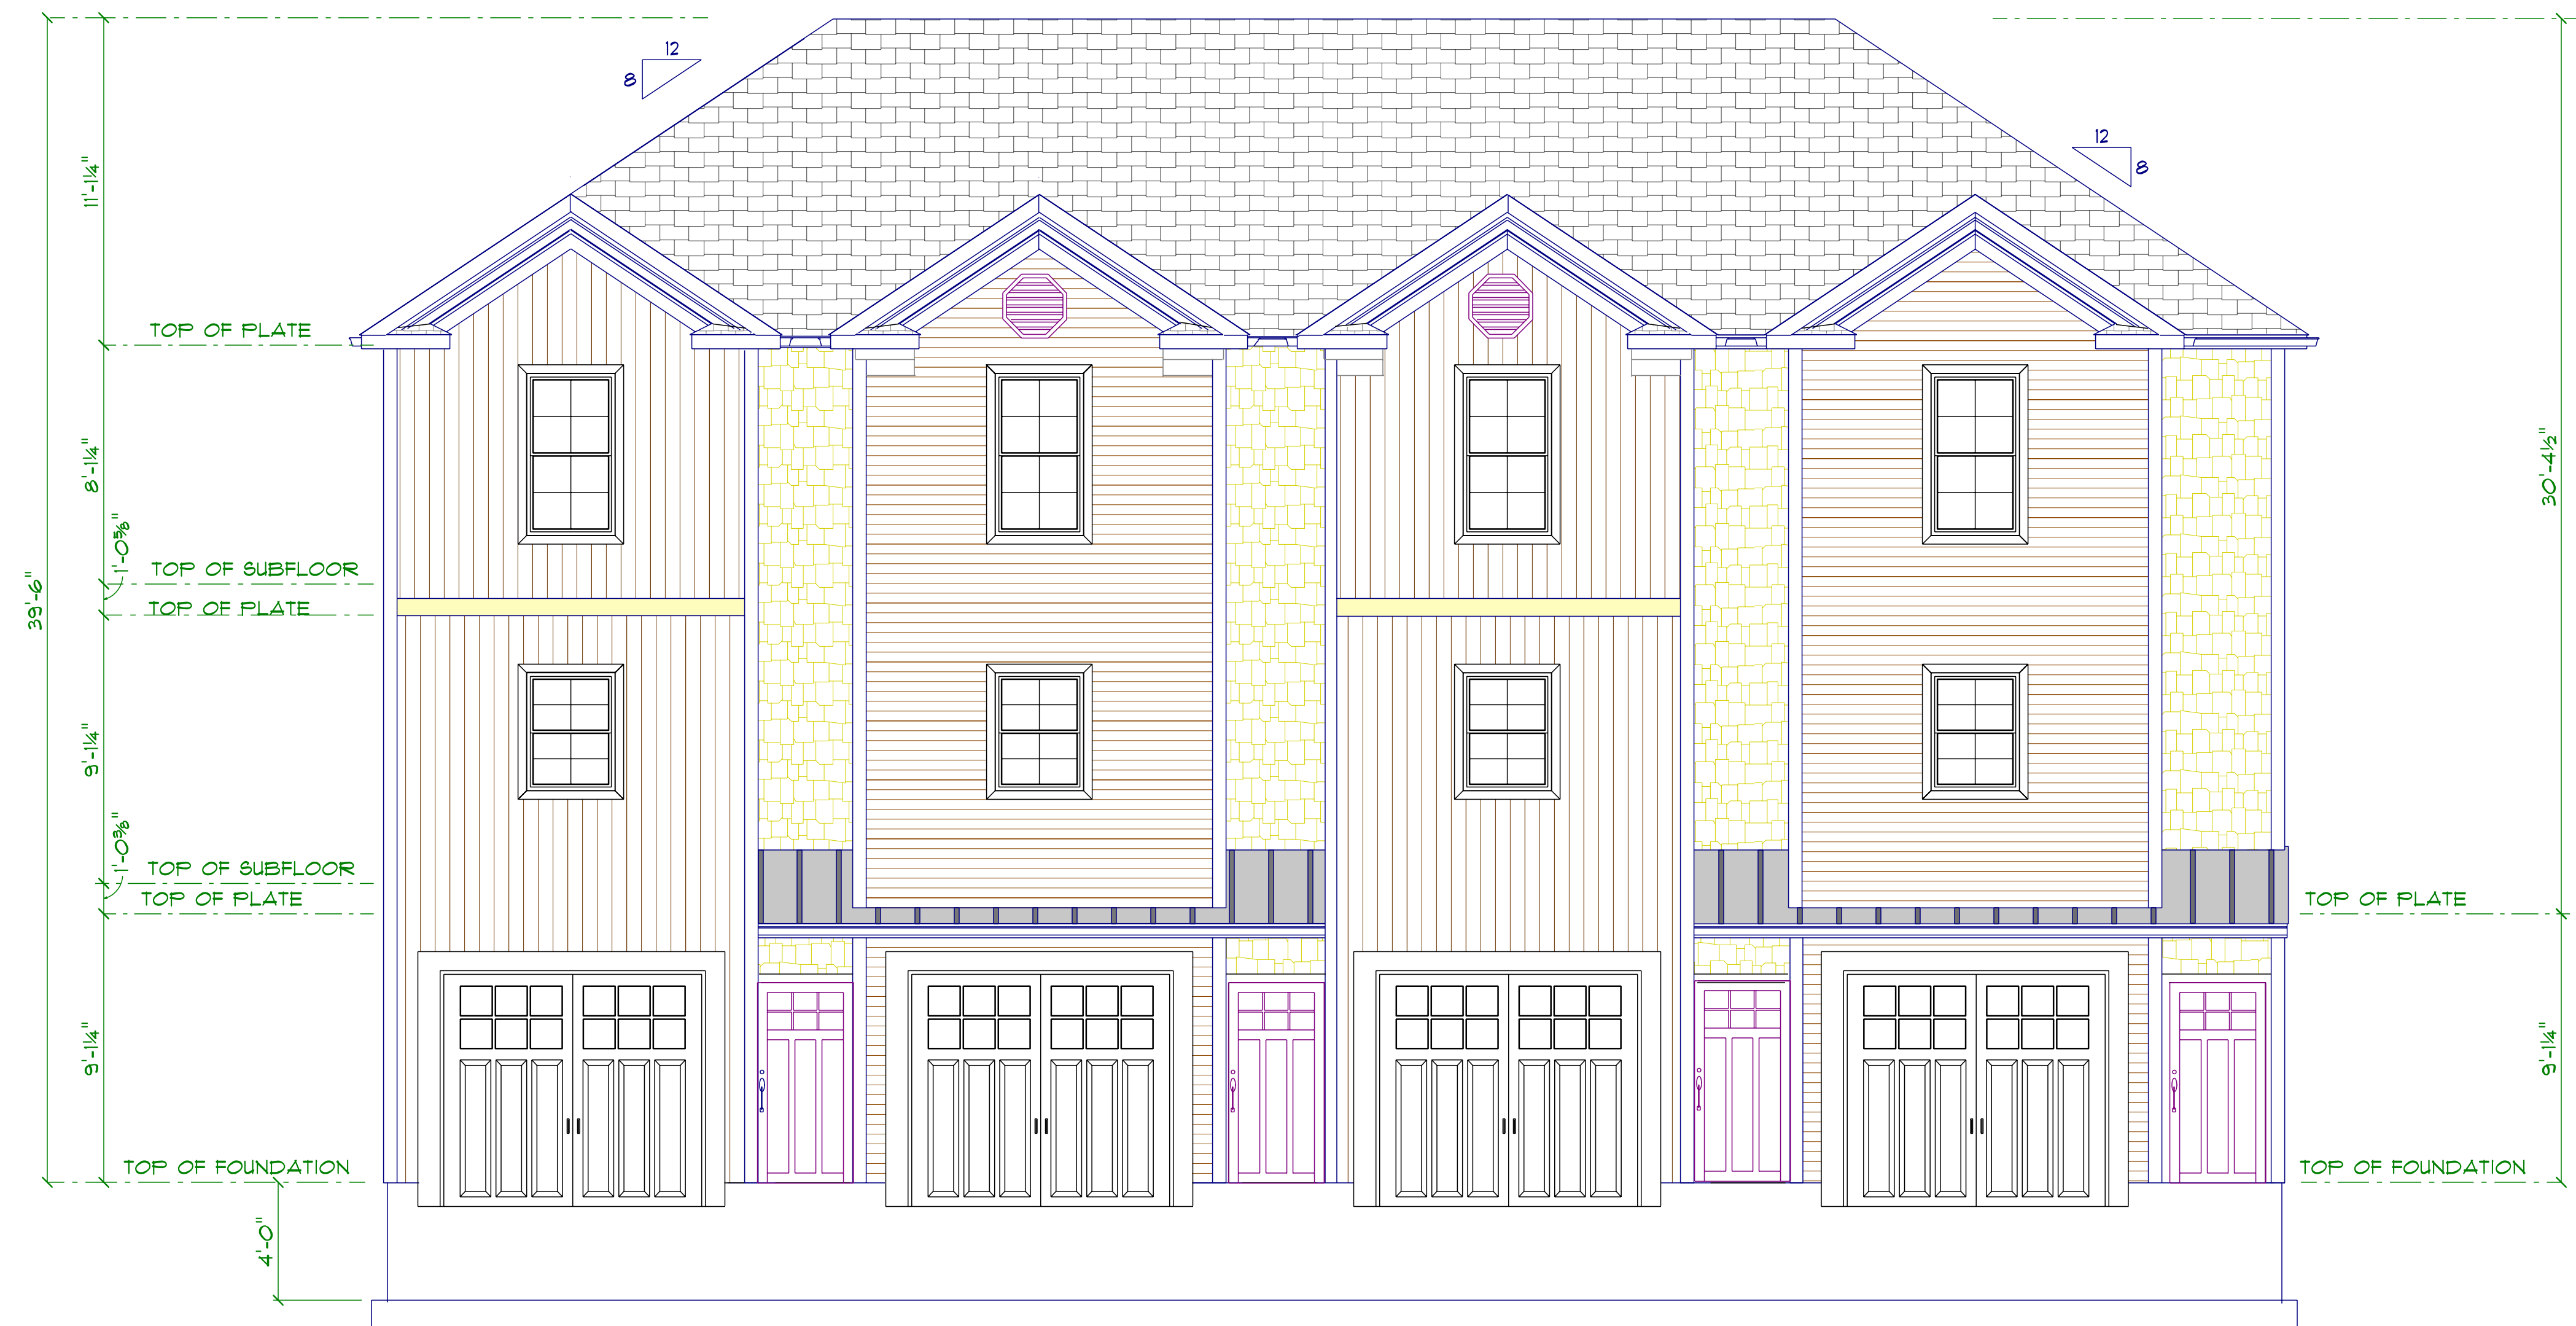 12
8
12
8
11'-1¼"
TOP OF PLATE
8'-1¼"
30'-4½"
1'-0⅝"
TOP OF SUBFLOOR
39'-6"
TOP OF PLATE
9'-1¼"
1'-0⅝"
TOP OF SUBFLOOR
TOP OF PLATE
TOP OF PLATE
9'-1¼"
9'-1¼"
TOP OF FOUNDATION
TOP OF FOUNDATION
4'-0"